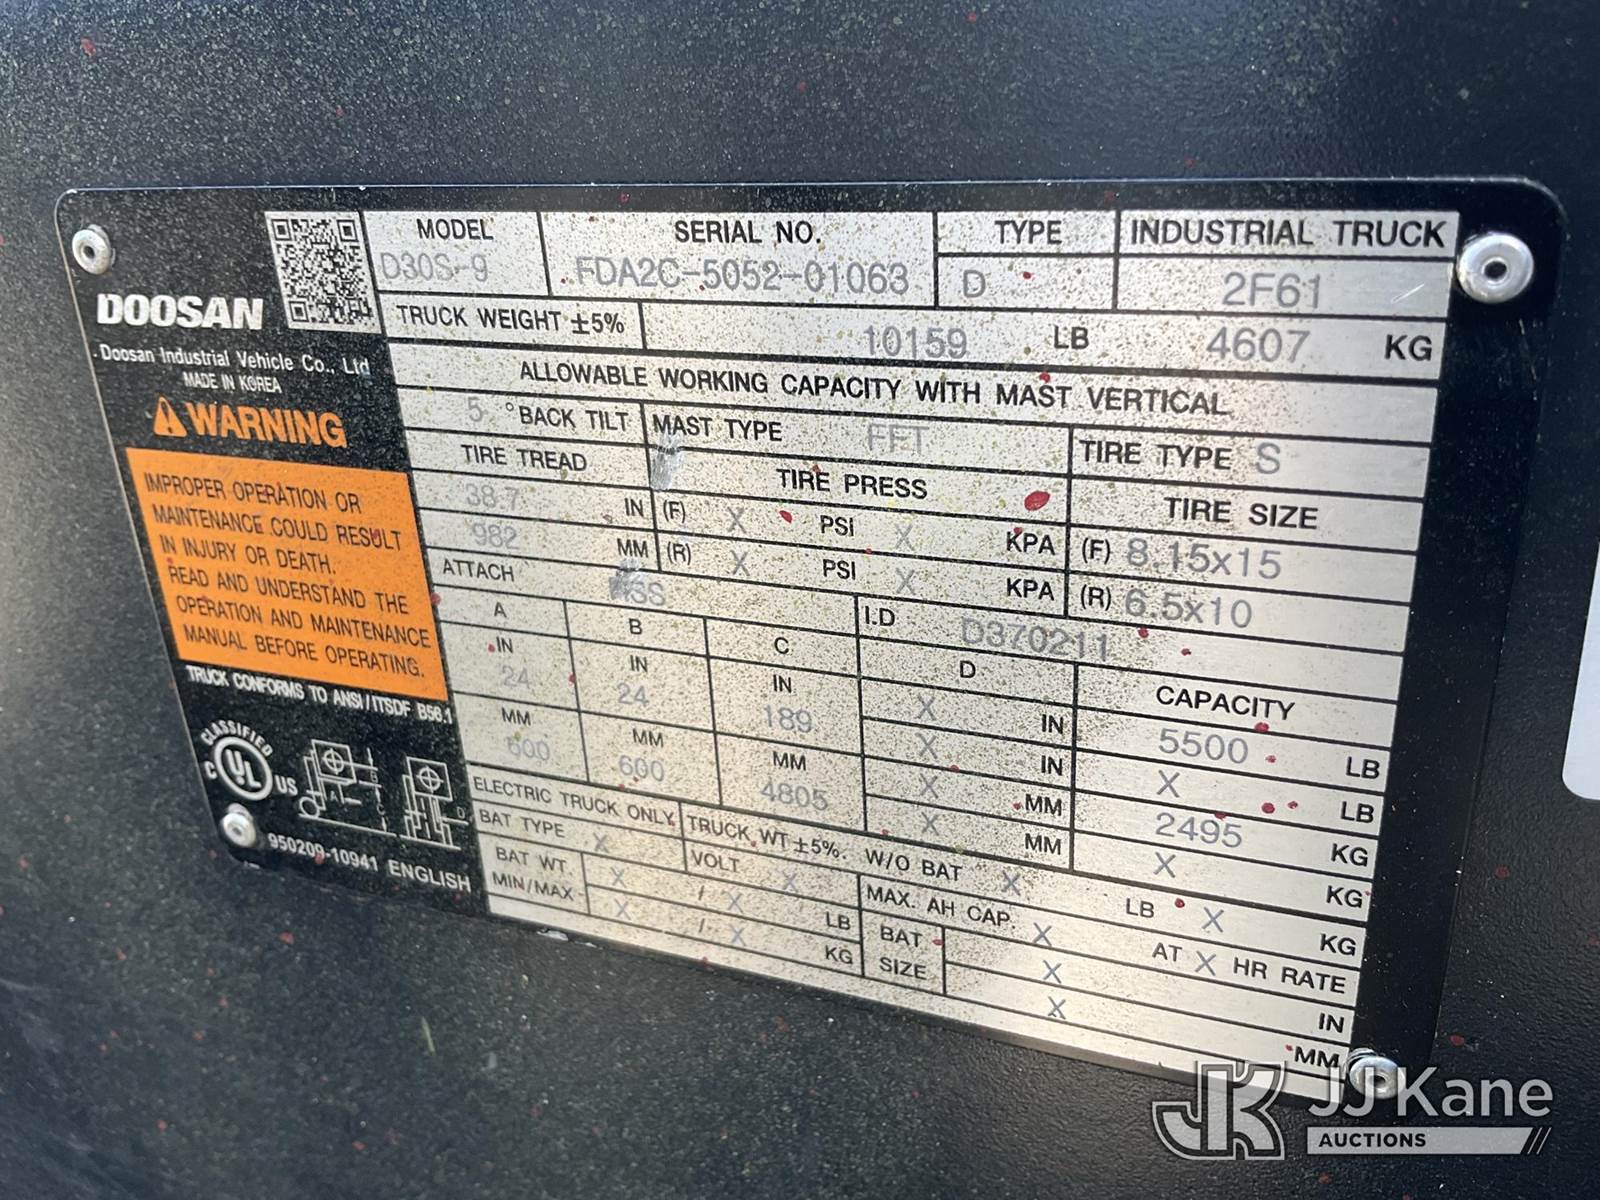 MODEL SERIAL NO. TYPE INDUSTRIAL TRUCK
D30S-9 FDA2C-5052-01063 D 2F61
TRUCK WEIGHT ±5% 10159 LB 4607 KG
ALLOWABLE WORKING CAPACITY WITH MAST VERTICAL
5 ° BACK TILT MAST TYPE FFT TIRE TYPE S
TIRE TREAD TIRE PRESS TIRE SIZE
38.7 IN (F) X PSI X KPA (F) 8.15x15
982 MM (R) X PSI X KPA (R) 6.5x10
ATTACH I.D D370211
A B C D CAPACITY
IN IN IN X IN 5500 LB
24 24 189 X IN X LB
MM MM MM X MM 2495 KG
600 600 4805 X MM X KG
ELECTRIC TRUCK ONLY TRUCK WT ±5%. W/O BAT X LB X KG
BAT TYPE X VOLT X MAX. AH CAP. X AT X HR RATE
BAT WT. X / X LB BAT X IN
MIN/MAX X / X KG SIZE X MM
DOOSAN
Doosan Industrial Vehicle Co., Ltd
MADE IN KOREA
WARNING
IMPROPER OPERATION OR
MAINTENANCE COULD RESULT
IN INJURY OR DEATH.
READ AND UNDERSTAND THE
OPERATION AND MAINTENANCE
MANUAL BEFORE OPERATING.
TRUCK CONFORMS TO ANSI/ITSDF B56.1
CLASSIFIED
C UL US
A B C D
950209-10941 ENGLISH
JK JJ Kane
AUCTIONS